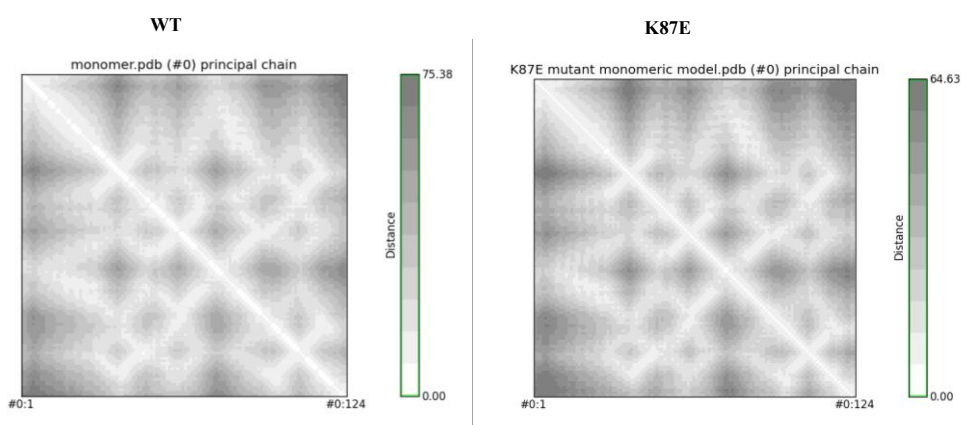 WT
monomer.pdb (#0) principal chain
75.38
Distance
0.00
#0:1
#0:124
K87E
K87E mutant monomeric model.pdb (#0) principal chain
64.63
Distance
0.00
#0:1
#0:124